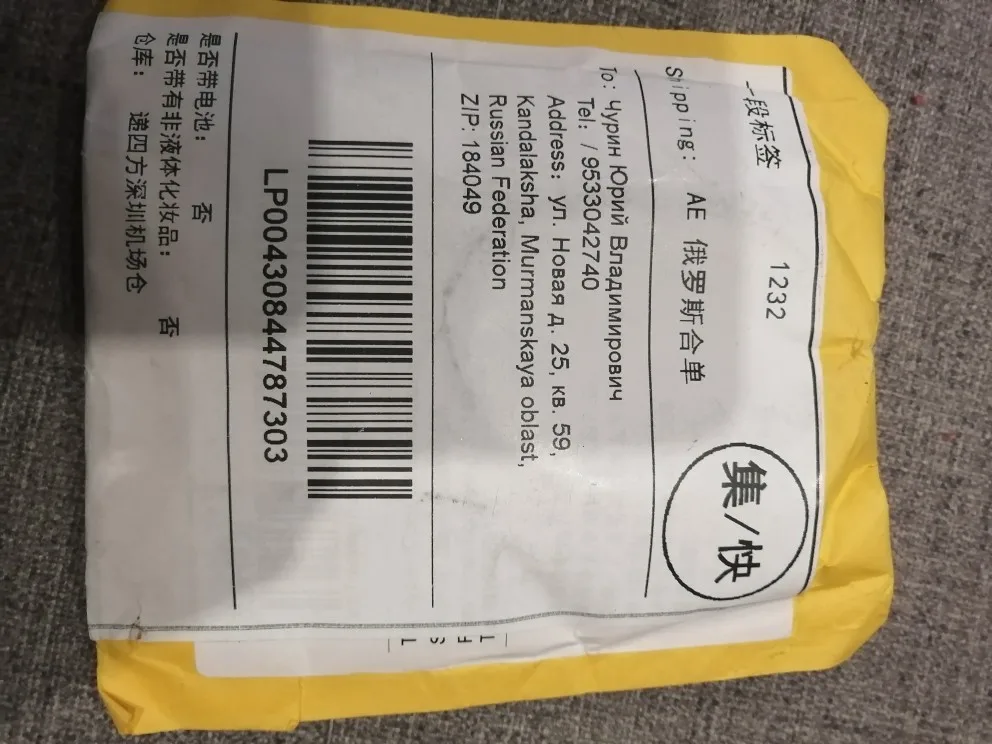 一段标签
1232
Shipping: AE 俄罗斯合单
集/快
To: Чурин Юрий Владимирович
Tel: / 9533042740
Address: ул. Новая д. 25, кв. 59,
Kandalaksha, Murmanskaya oblast,
Russian Federation
ZIP: 184049
LP00430844787303
是否带电池: 否
是否带有非液体化妆品: 否
仓库: 递四方深圳机场仓